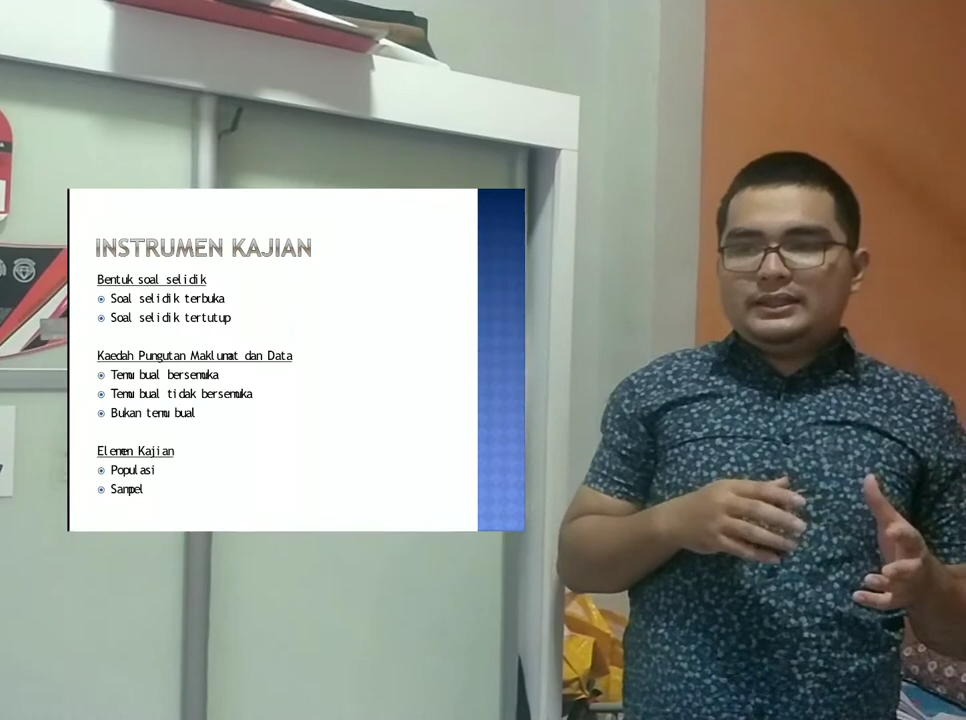 INSTRUMEN KAJIAN
Bentuk soal selidik
Soal selidik terbuka
Soal selidik tertutup
Kaedah Pungutan Maklumat dan Data
Temu bual bersemuka
Temu bual tidak bersemuka
Bukan temu bual
Elemen Kajian
Populasi
Sampel